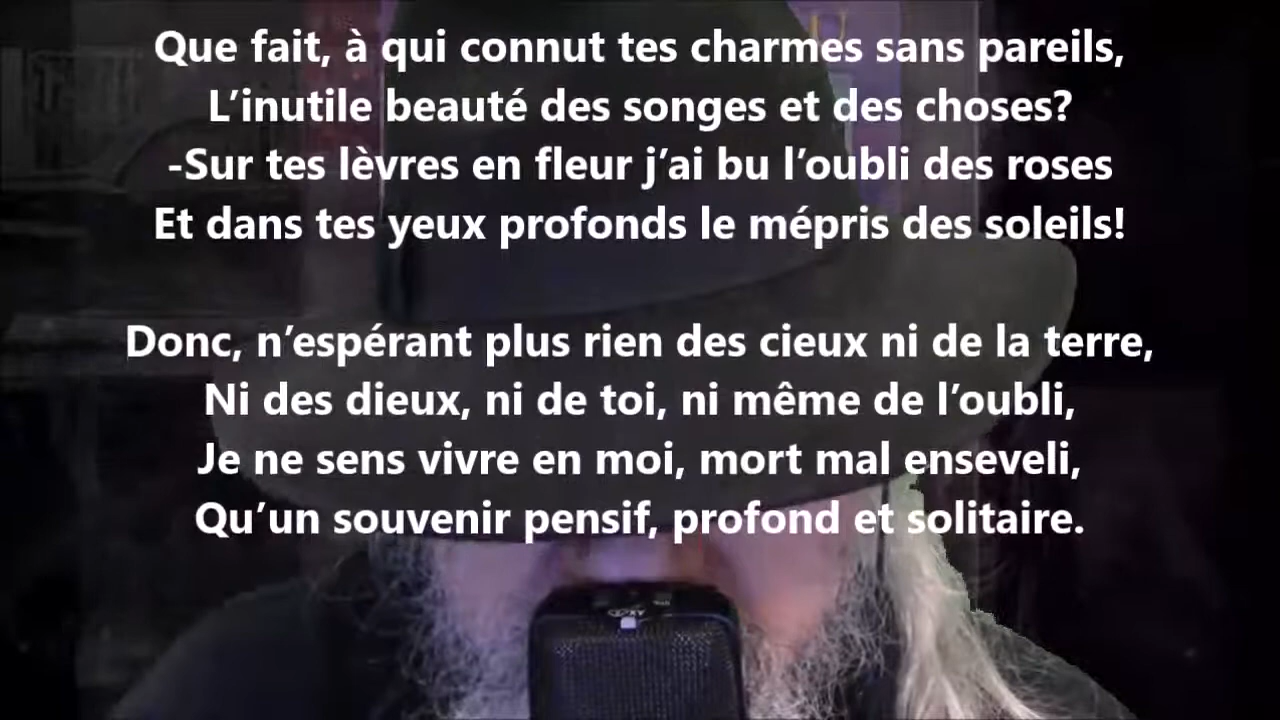 Que fait, à qui connut tes charmes sans pareils,
L’inutile beauté des songes et des choses?
-Sur tes lèvres en fleur j’ai bu l’oubli des roses
Et dans tes yeux profonds le mépris des soleils!
Donc, n’espérant plus rien des cieux ni de la terre,
Ni des dieux, ni de toi, ni même de l’oubli,
Je ne sens vivre en moi, mort mal enseveli,
Qu’un souvenir pensif, profond et solitaire.